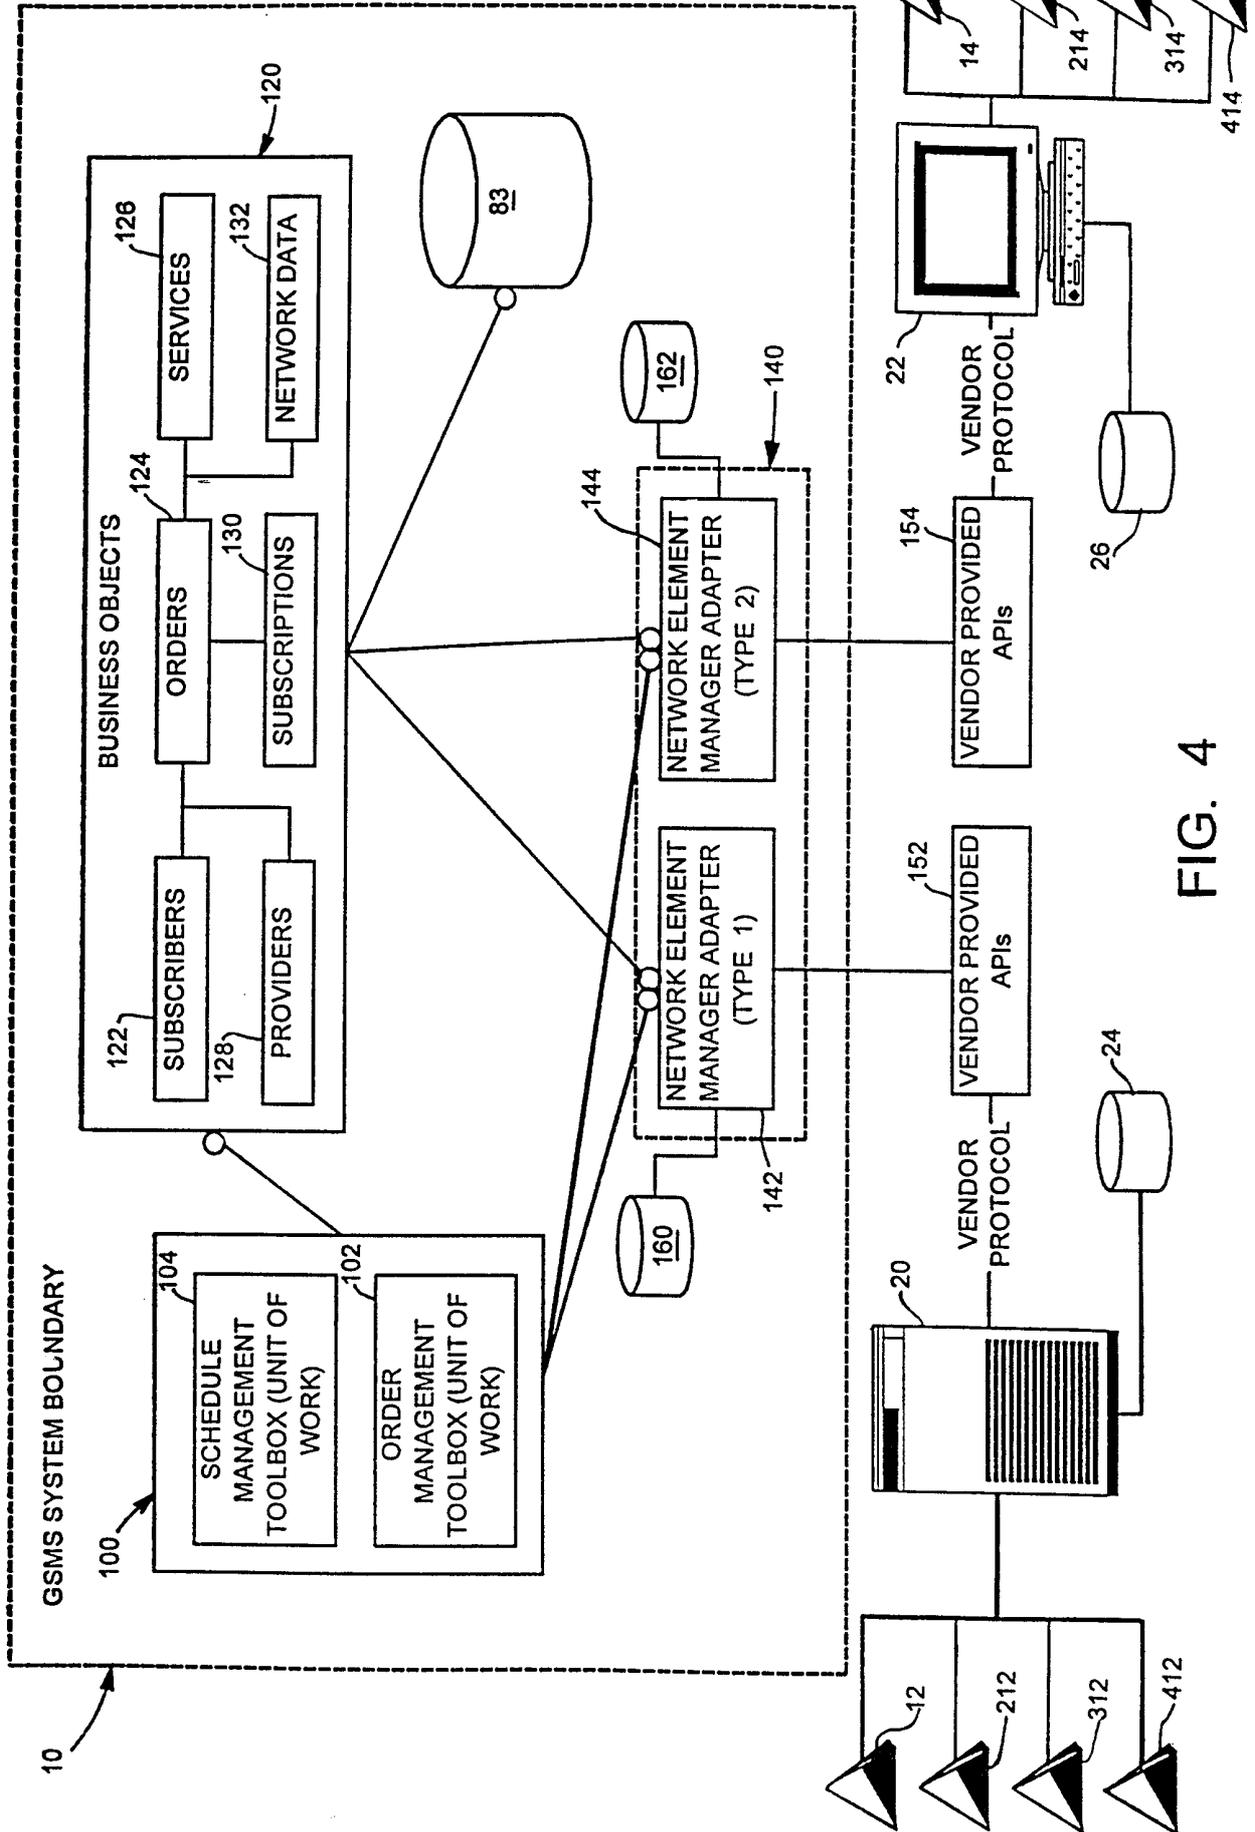 10
GSMS SYSTEM BOUNDARY
100
104
SCHEDULE
MANAGEMENT
TOOLBOX (UNIT OF
WORK)
102
ORDER
MANAGEMENT
TOOLBOX (UNIT OF
WORK)
BUSINESS OBJECTS
120
122
SUBSCRIBERS
124
ORDERS
126
SERVICES
128
PROVIDERS
130
SUBSCRIPTIONS
132
NETWORK DATA
83
160
162
140
142
NETWORK ELEMENT
MANAGER ADAPTER
(TYPE 1)
144
NETWORK ELEMENT
MANAGER ADAPTER
(TYPE 2)
152
VENDOR PROVIDED
APIs
154
VENDOR PROVIDED
APIs
12
212
312
412
20
VENDOR
PROTOCOL
24
VENDOR
PROTOCOL
22
26
14
214
314
414
FIG. 4